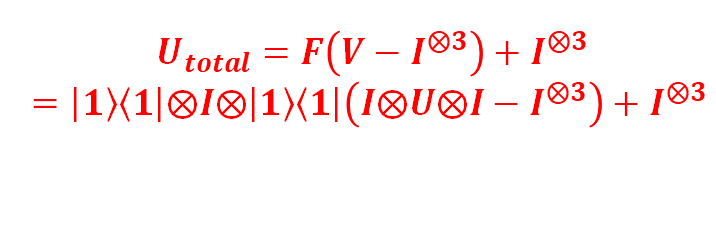 U_total = F(V − I^⊗3) + I^⊗3
= |1⟩⟨1|⊗I⊗|1⟩⟨1|(I⊗U⊗I − I^⊗3) + I^⊗3